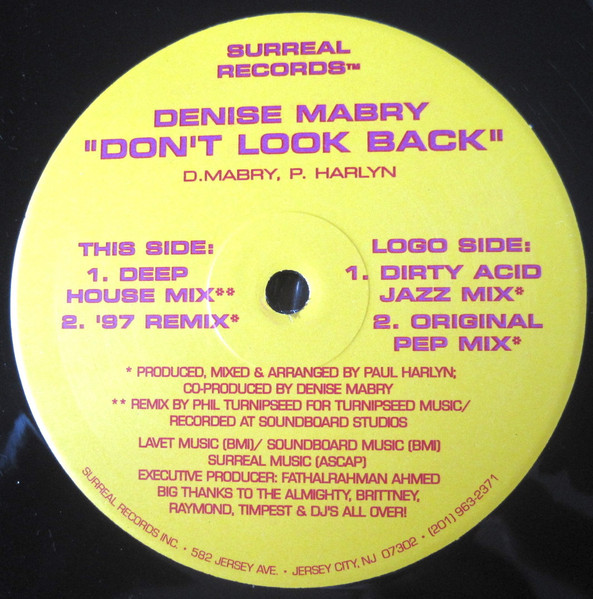 SURREAL
RECORDS™
DENISE MABRY
"DON'T LOOK BACK"
D.MABRY, P. HARLYN
THIS SIDE:
1. DEEP
HOUSE MIX**
2. '97 REMIX*
LOGO SIDE:
1. DIRTY ACID
JAZZ MIX*
2. ORIGINAL
PEP MIX*
* PRODUCED, MIXED & ARRANGED BY PAUL HARLYN;
CO-PRODUCED BY DENISE MABRY
** REMIX BY PHIL TURNIPSEED FOR TURNIPSEED MUSIC/
RECORDED AT SOUNDBOARD STUDIOS
LAVET MUSIC (BMI)/ SOUNDBOARD MUSIC (BMI)
SURREAL MUSIC (ASCAP)
EXECUTIVE PRODUCER: FATHALRAHMAN AHMED
BIG THANKS TO THE ALMIGHTY, BRITTNEY,
RAYMOND, TIMPEST & DJ'S ALL OVER!
SURREAL RECORDS INC. • 582 JERSEY AVE. • JERSEY CITY, NJ 07302 • (201) 963-2371